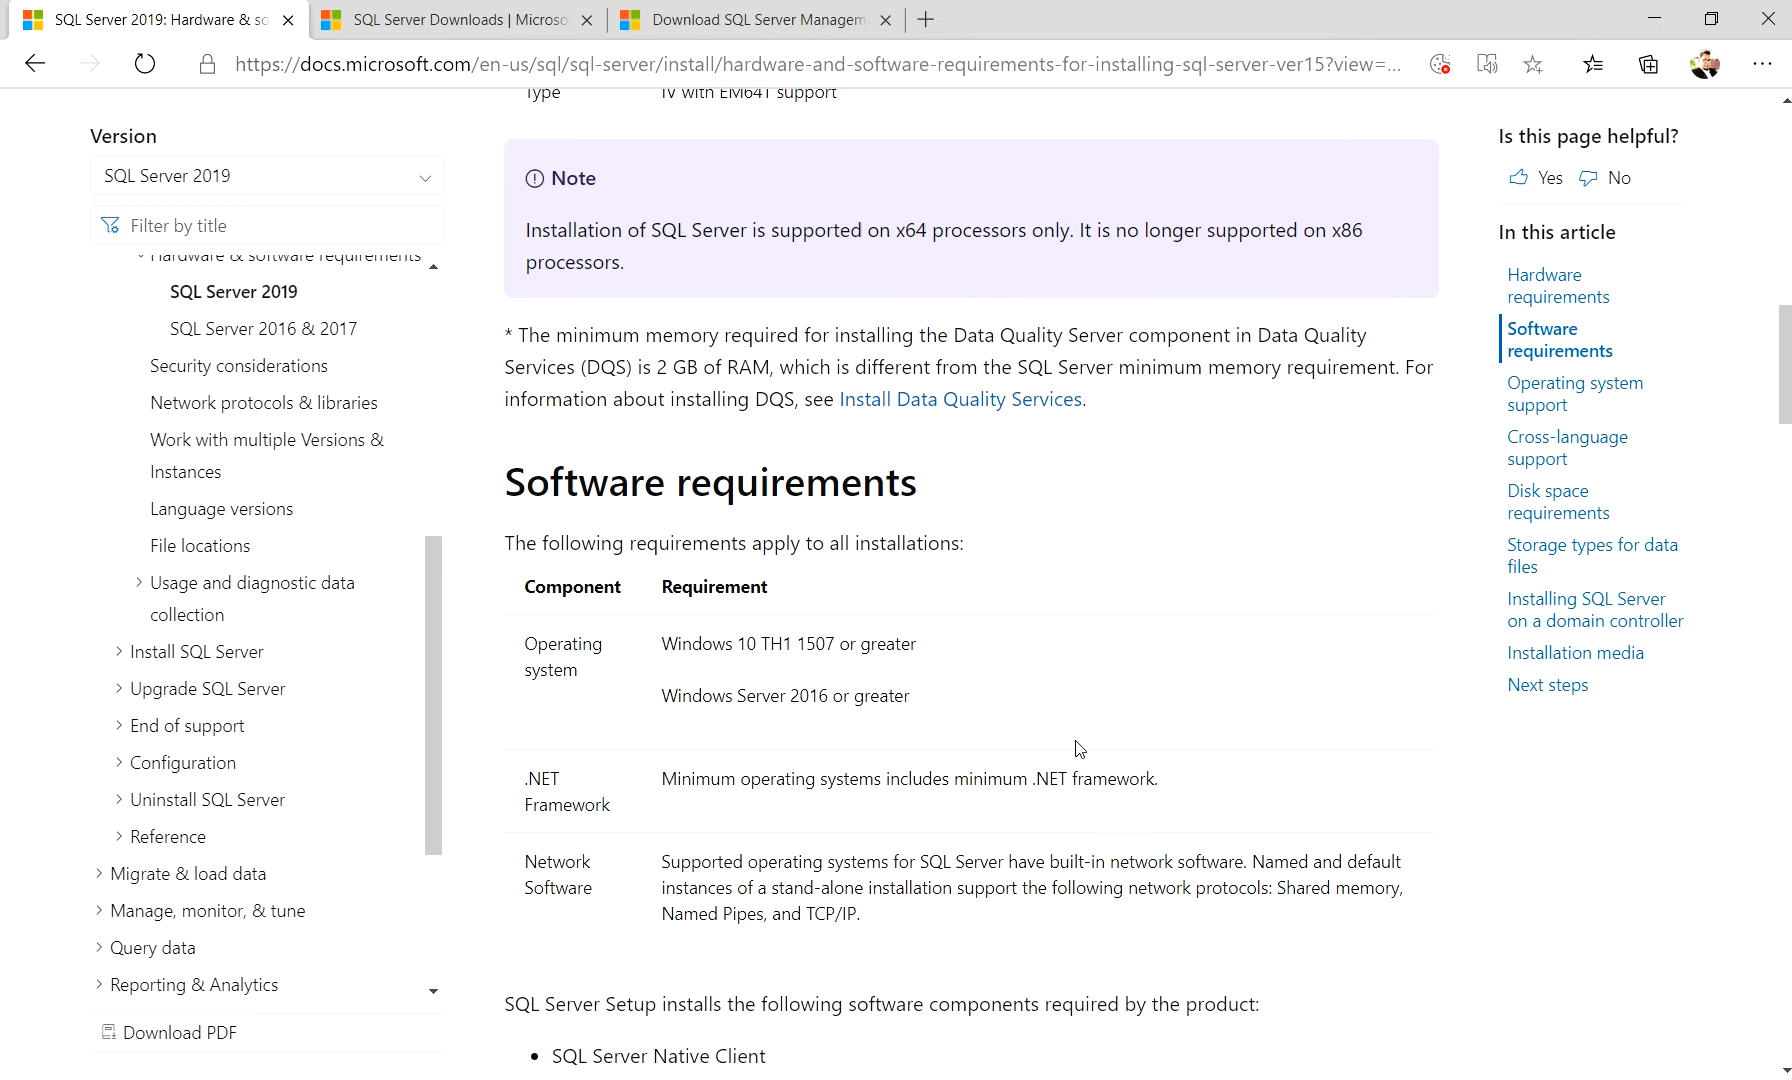 SQL Server 2019: Hardware & so
SQL Server Downloads | Microso
Download SQL Server Managem
https://docs.microsoft.com/en-us/sql/sql-server/install/hardware-and-software-requirements-for-installing-sql-server-ver15?view=...
Type IV with EM64T support
Version
SQL Server 2019
Filter by title
Hardware & software requirements
SQL Server 2019
SQL Server 2016 & 2017
Security considerations
Network protocols & libraries
Work with multiple Versions &
Instances
Language versions
File locations
Usage and diagnostic data
collection
Install SQL Server
Upgrade SQL Server
End of support
Configuration
Uninstall SQL Server
Reference
Migrate & load data
Manage, monitor, & tune
Query data
Reporting & Analytics
Download PDF
Note
Installation of SQL Server is supported on x64 processors only. It is no longer supported on x86
processors.
* The minimum memory required for installing the Data Quality Server component in Data Quality
Services (DQS) is 2 GB of RAM, which is different from the SQL Server minimum memory requirement. For
information about installing DQS, see Install Data Quality Services.
Software requirements
The following requirements apply to all installations:
Component Requirement
Operating
system
Windows 10 TH1 1507 or greater
Windows Server 2016 or greater
.NET
Framework
Minimum operating systems includes minimum .NET framework.
Network
Software
Supported operating systems for SQL Server have built-in network software. Named and default
instances of a stand-alone installation support the following network protocols: Shared memory,
Named Pipes, and TCP/IP.
SQL Server Setup installs the following software components required by the product:
• SQL Server Native Client
Is this page helpful?
Yes No
In this article
Hardware
requirements
Software
requirements
Operating system
support
Cross-language
support
Disk space
requirements
Storage types for data
files
Installing SQL Server
on a domain controller
Installation media
Next steps